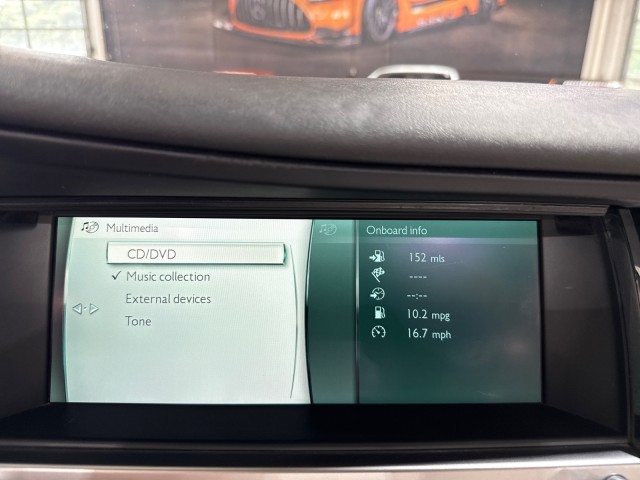 Multimedia
CD/DVD
Music collection
External devices
Tone
Onboard info
152 mls
----
--:--
10.2 mpg
16.7 mph